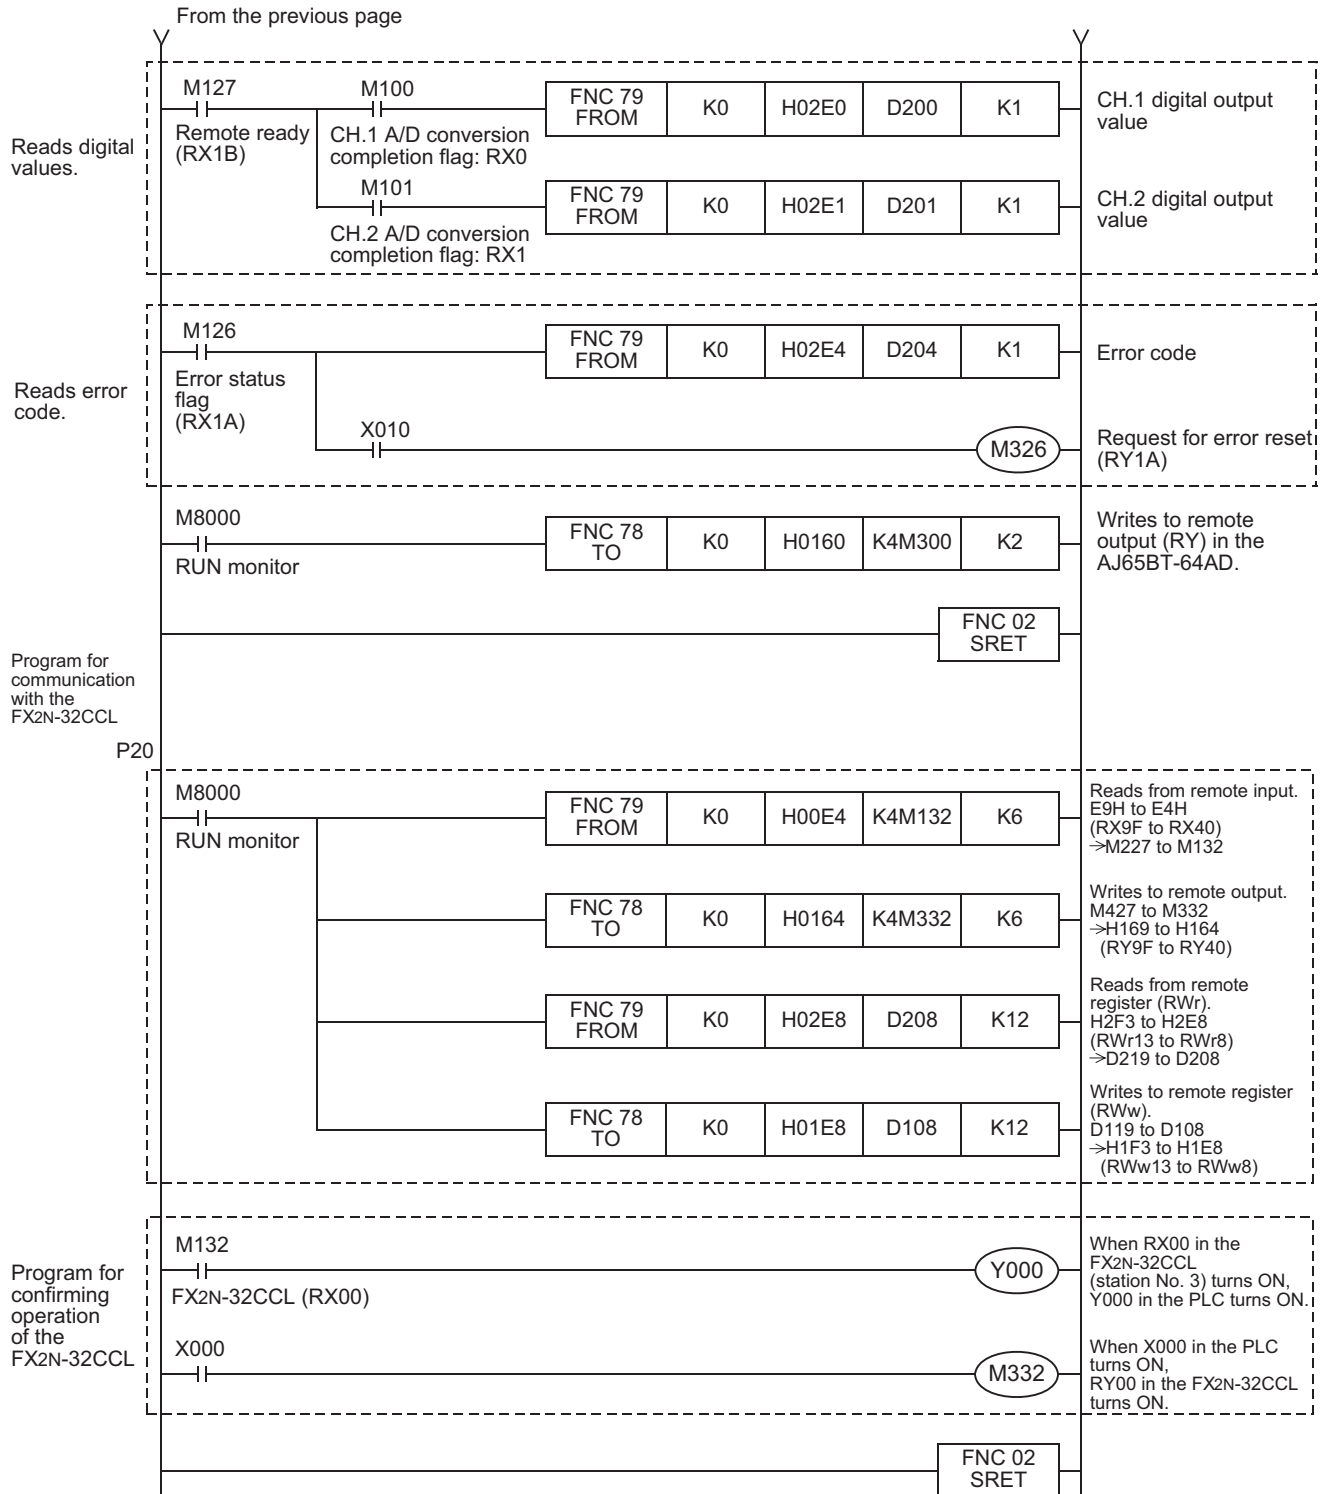 From the previous page
Reads digital
values.
M127
Remote ready
(RX1B)
M100
CH.1 A/D conversion
completion flag: RX0
FNC 79
FROM
K0
H02E0
D200
K1
CH.1 digital output
value
M101
CH.2 A/D conversion
completion flag: RX1
FNC 79
FROM
K0
H02E1
D201
K1
CH.2 digital output
value
Reads error
code.
M126
Error status
flag
(RX1A)
FNC 79
FROM
K0
H02E4
D204
K1
Error code
X010
M326
Request for error reset
(RY1A)
M8000
RUN monitor
FNC 78
TO
K0
H0160
K4M300
K2
Writes to remote
output (RY) in the
AJ65BT-64AD.
FNC 02
SRET
Program for
communication
with the
FX2N-32CCL
P20
M8000
RUN monitor
FNC 79
FROM
K0
H00E4
K4M132
K6
Reads from remote input.
E9H to E4H
(RX9F to RX40)
→M227 to M132
FNC 78
TO
K0
H0164
K4M332
K6
Writes to remote output.
M427 to M332
→H169 to H164
(RY9F to RY40)
FNC 79
FROM
K0
H02E8
D208
K12
Reads from remote
register (RWr).
H2F3 to H2E8
(RWr13 to RWr8)
→D219 to D208
FNC 78
TO
K0
H01E8
D108
K12
Writes to remote register
(RWw).
D119 to D108
→H1F3 to H1E8
(RWw13 to RWw8)
Program for
confirming
operation
of the
FX2N-32CCL
M132
FX2N-32CCL (RX00)
Y000
When RX00 in the
FX2N-32CCL
(station No. 3) turns ON,
Y000 in the PLC turns ON.
X000
M332
When X000 in the PLC
turns ON,
RY00 in the FX2N-32CCL
turns ON.
FNC 02
SRET